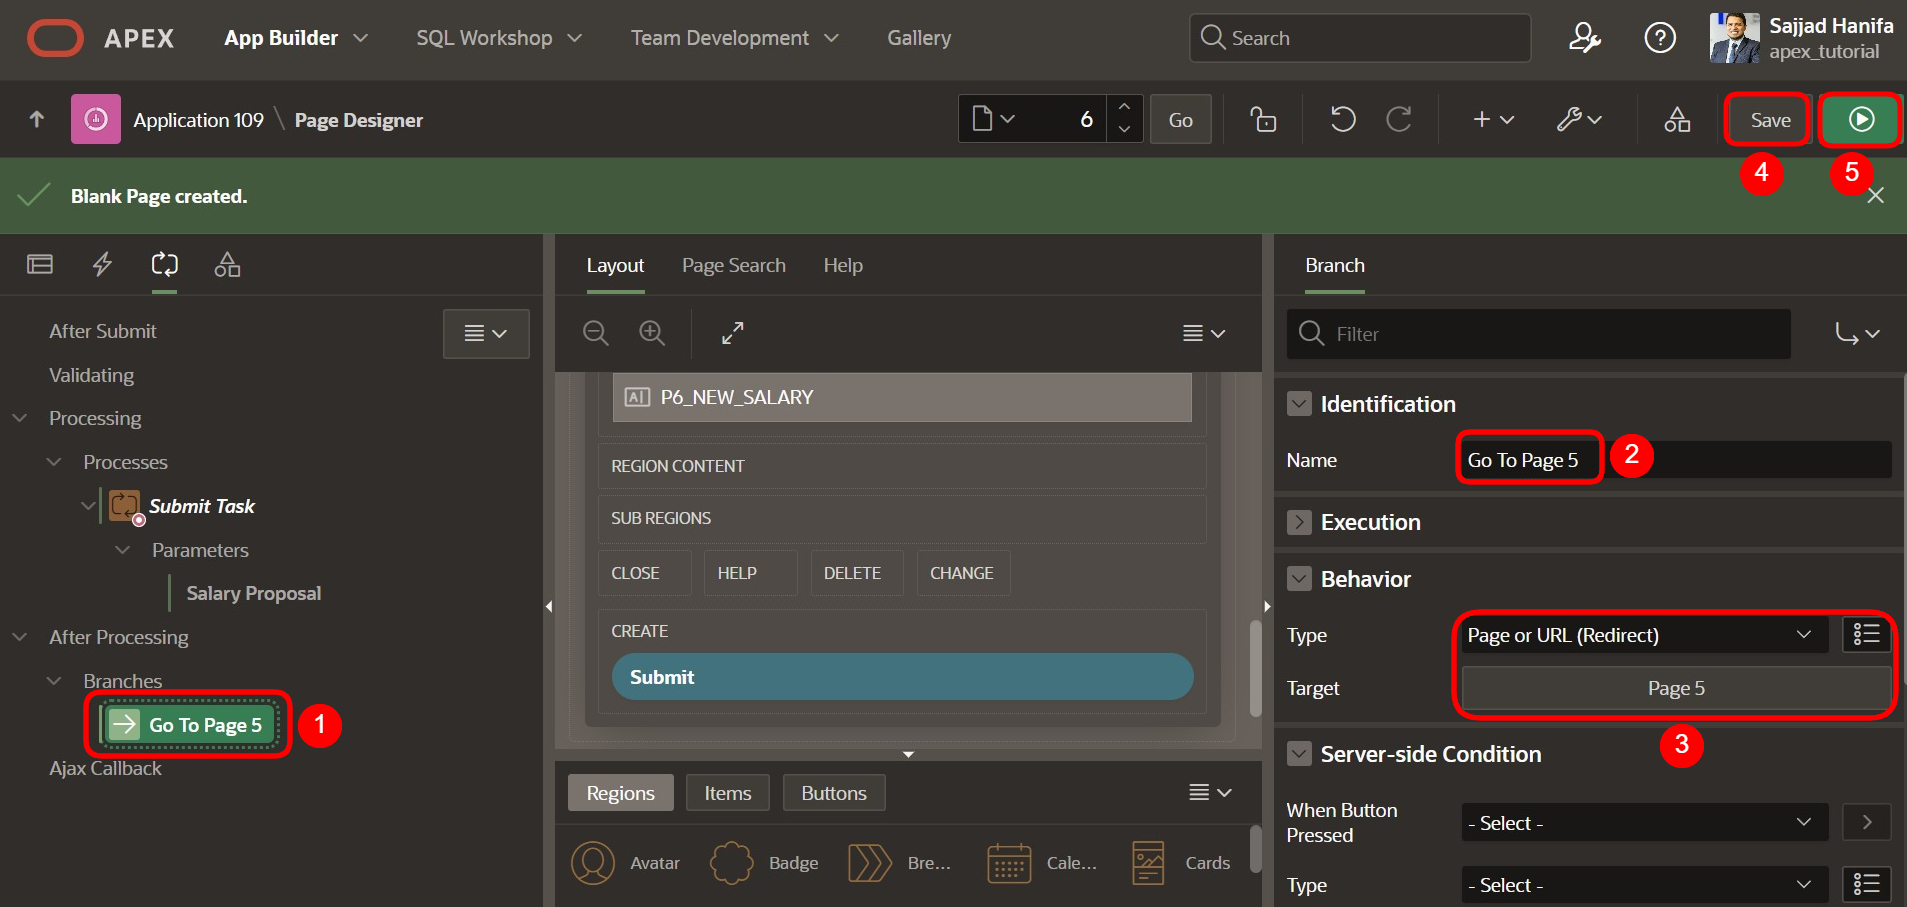 APEX
App Builder
SQL Workshop
Team Development
Gallery
Search
Sajjad Hanifa
apex_tutorial
Application 109 \ Page Designer
6
Go
Save
4
5
Blank Page created.
After Submit
Validating
Processing
Processes
Submit Task
Parameters
Salary Proposal
After Processing
Branches
Go To Page 5
1
Ajax Callback
Layout
Page Search
Help
P6_NEW_SALARY
REGION CONTENT
SUB REGIONS
CLOSE
HELP
DELETE
CHANGE
CREATE
Submit
Regions
Items
Buttons
Avatar
Badge
Bre...
Cale...
Cards
Branch
Filter
Identification
Name
Go To Page 5
2
Execution
Behavior
Type
Page or URL (Redirect)
Target
Page 5
3
Server-side Condition
When Button
Pressed
- Select -
Type
- Select -